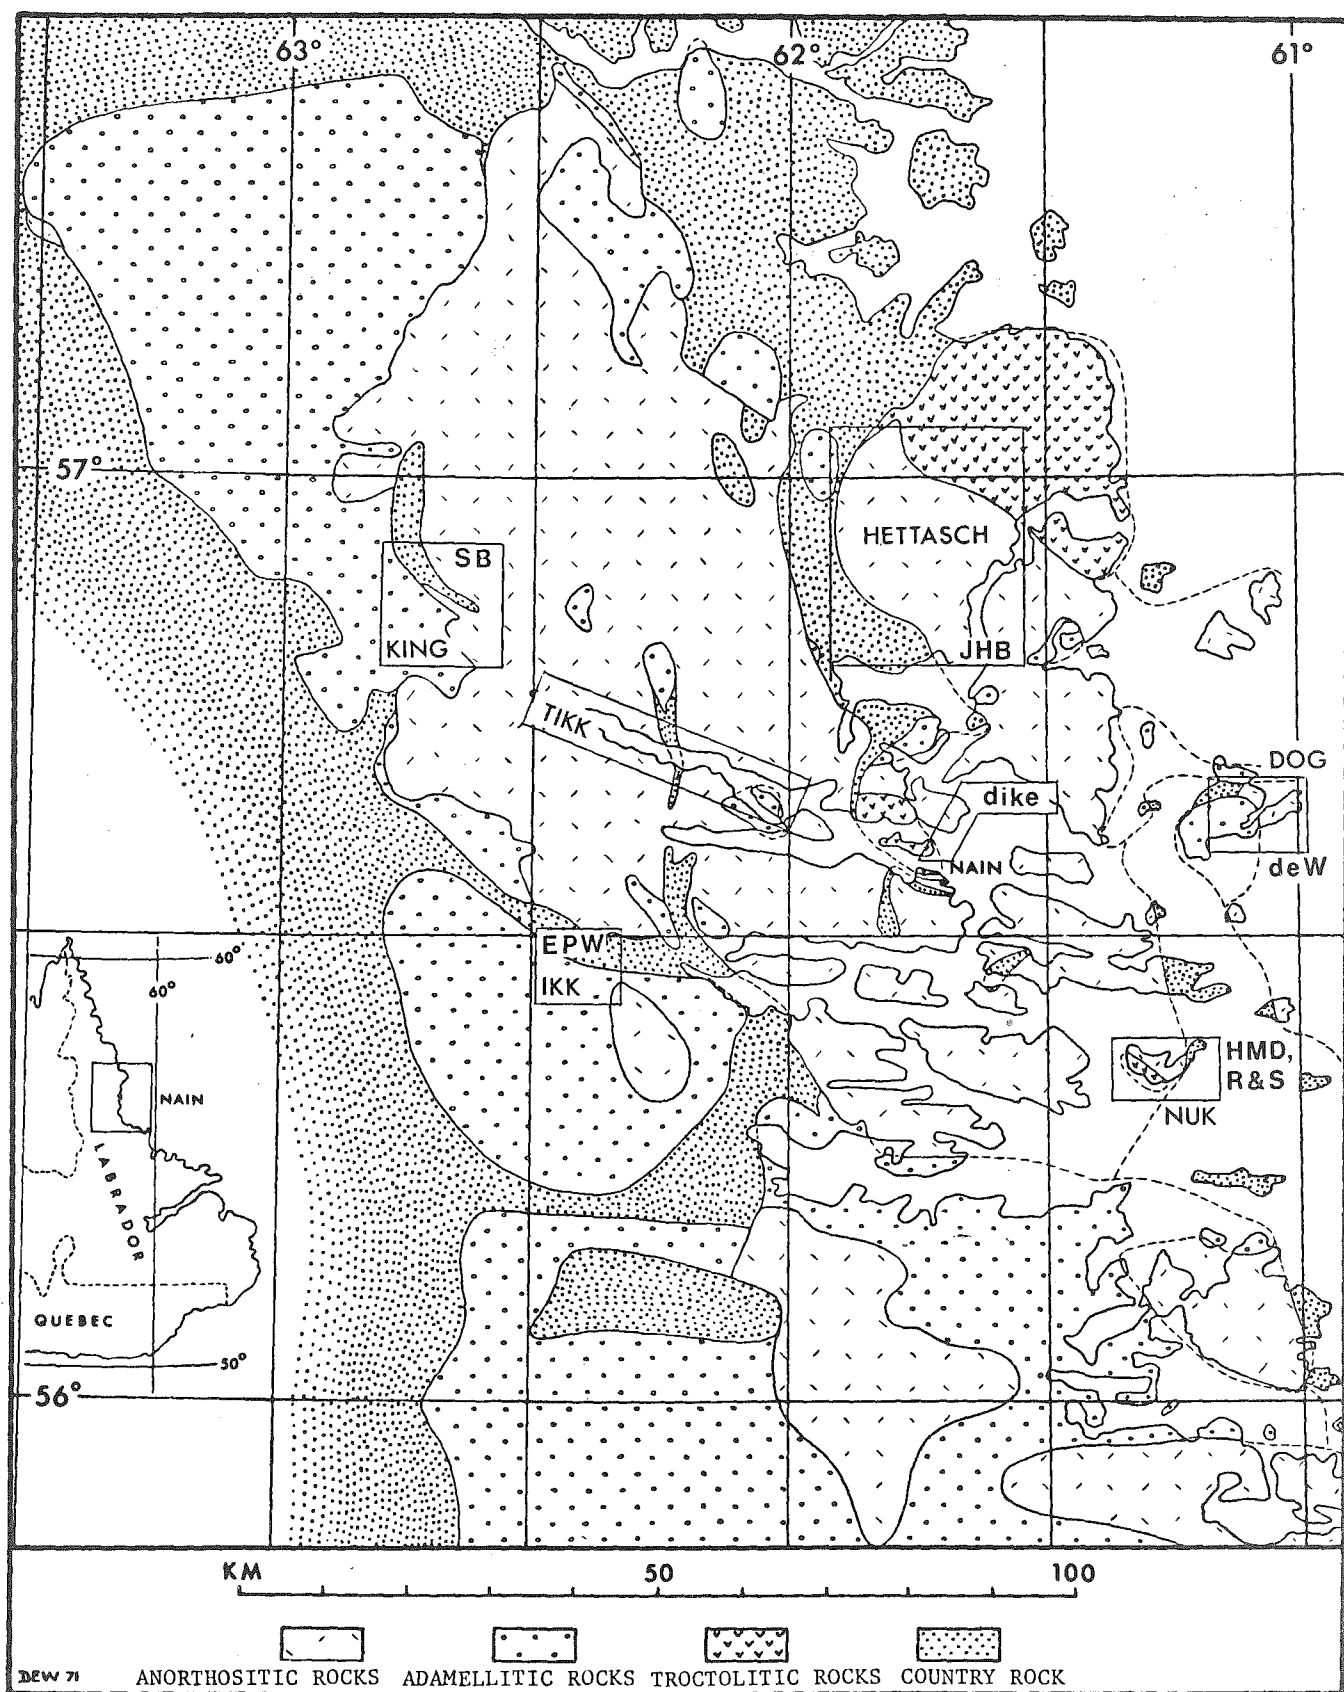 63°
62°
61°
57°
HETTASCH
SB
KING
JHB
TIKK
DOG
dike
deW
NAIN
EPW
IKK
60°
60°
HMD,
R&S
NUK
NAIN
LABRADOR
QUEBEC
50°
56°
KM 50 100
DEW 71
ANORTHOSITIC ROCKS ADAMELLITIC ROCKS TROCTOLITIC ROCKS COUNTRY ROCK